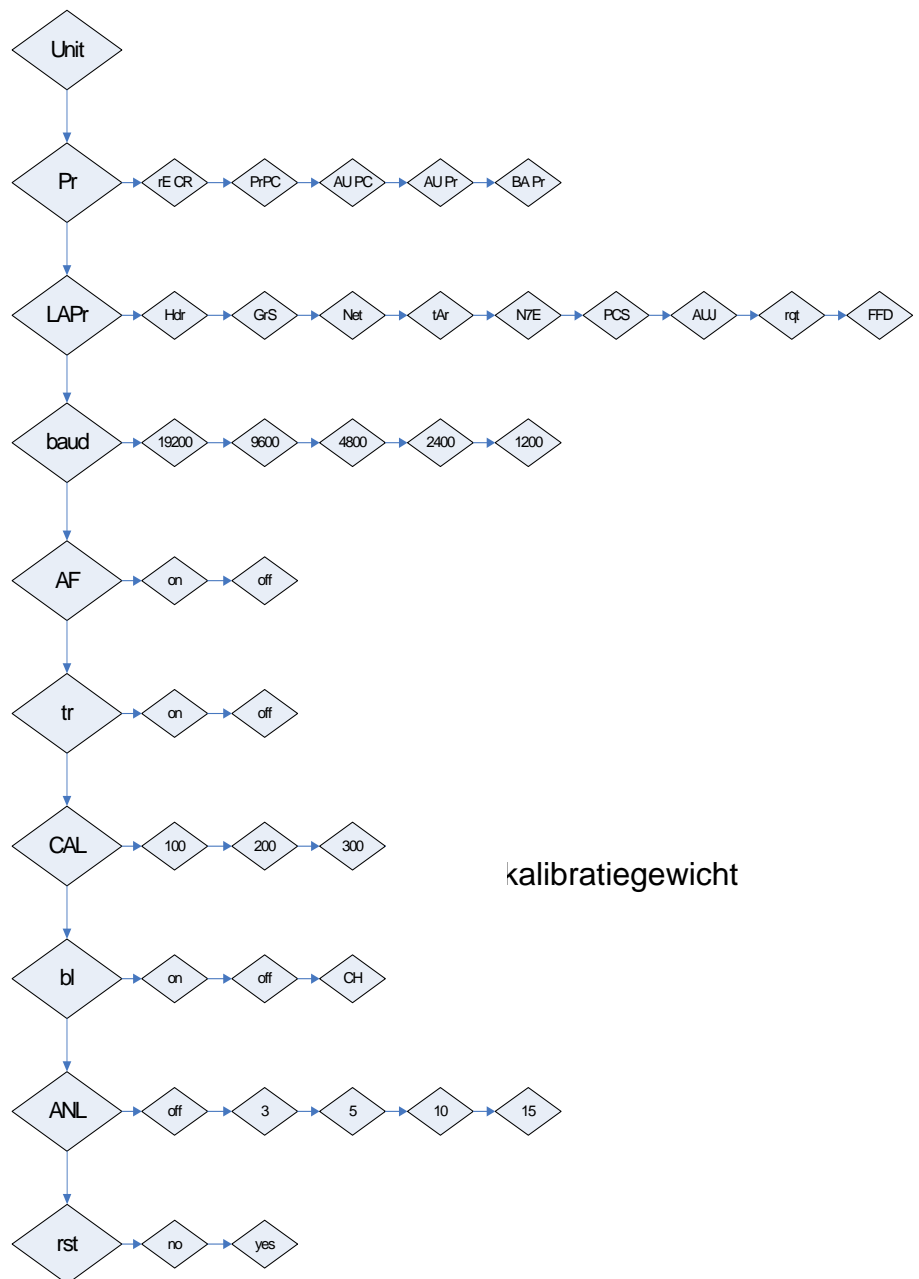 Unit
Pr rE CR PrPC AU PC AU Pr BA Pr
LAPr Hdr GrS Net tAr N7E PCS AUJ rqt FFD
baud 19200 9600 4800 2400 1200
AF on off
tr on off
CAL 100 200 300
kalibratiegewicht
bl on off CH
ANL off 3 5 10 15
rst no yes